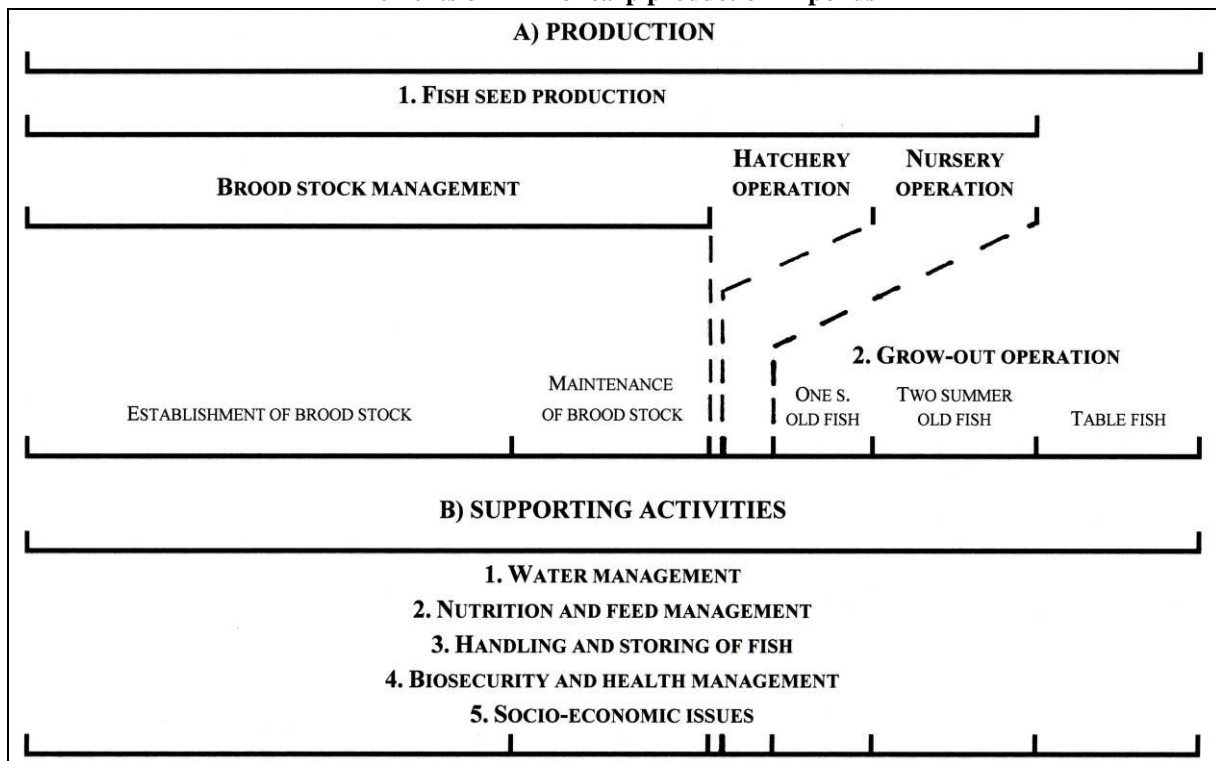 A) PRODUCTION
1. FISH SEED PRODUCTION
BROOD STOCK MANAGEMENT
HATCHERY
OPERATION
NURSERY
OPERATION
2. GROW-OUT OPERATION
ESTABLISHMENT OF BROOD STOCK
MAINTENANCE
OF BROOD STOCK
ONE S.
OLD FISH
TWO SUMMER
OLD FISH
TABLE FISH
B) SUPPORTING ACTIVITIES
1. WATER MANAGEMENT
2. NUTRITION AND FEED MANAGEMENT
3. HANDLING AND STORING OF FISH
4. BIOSECURITY AND HEALTH MANAGEMENT
5. SOCIO-ECONOMIC ISSUES